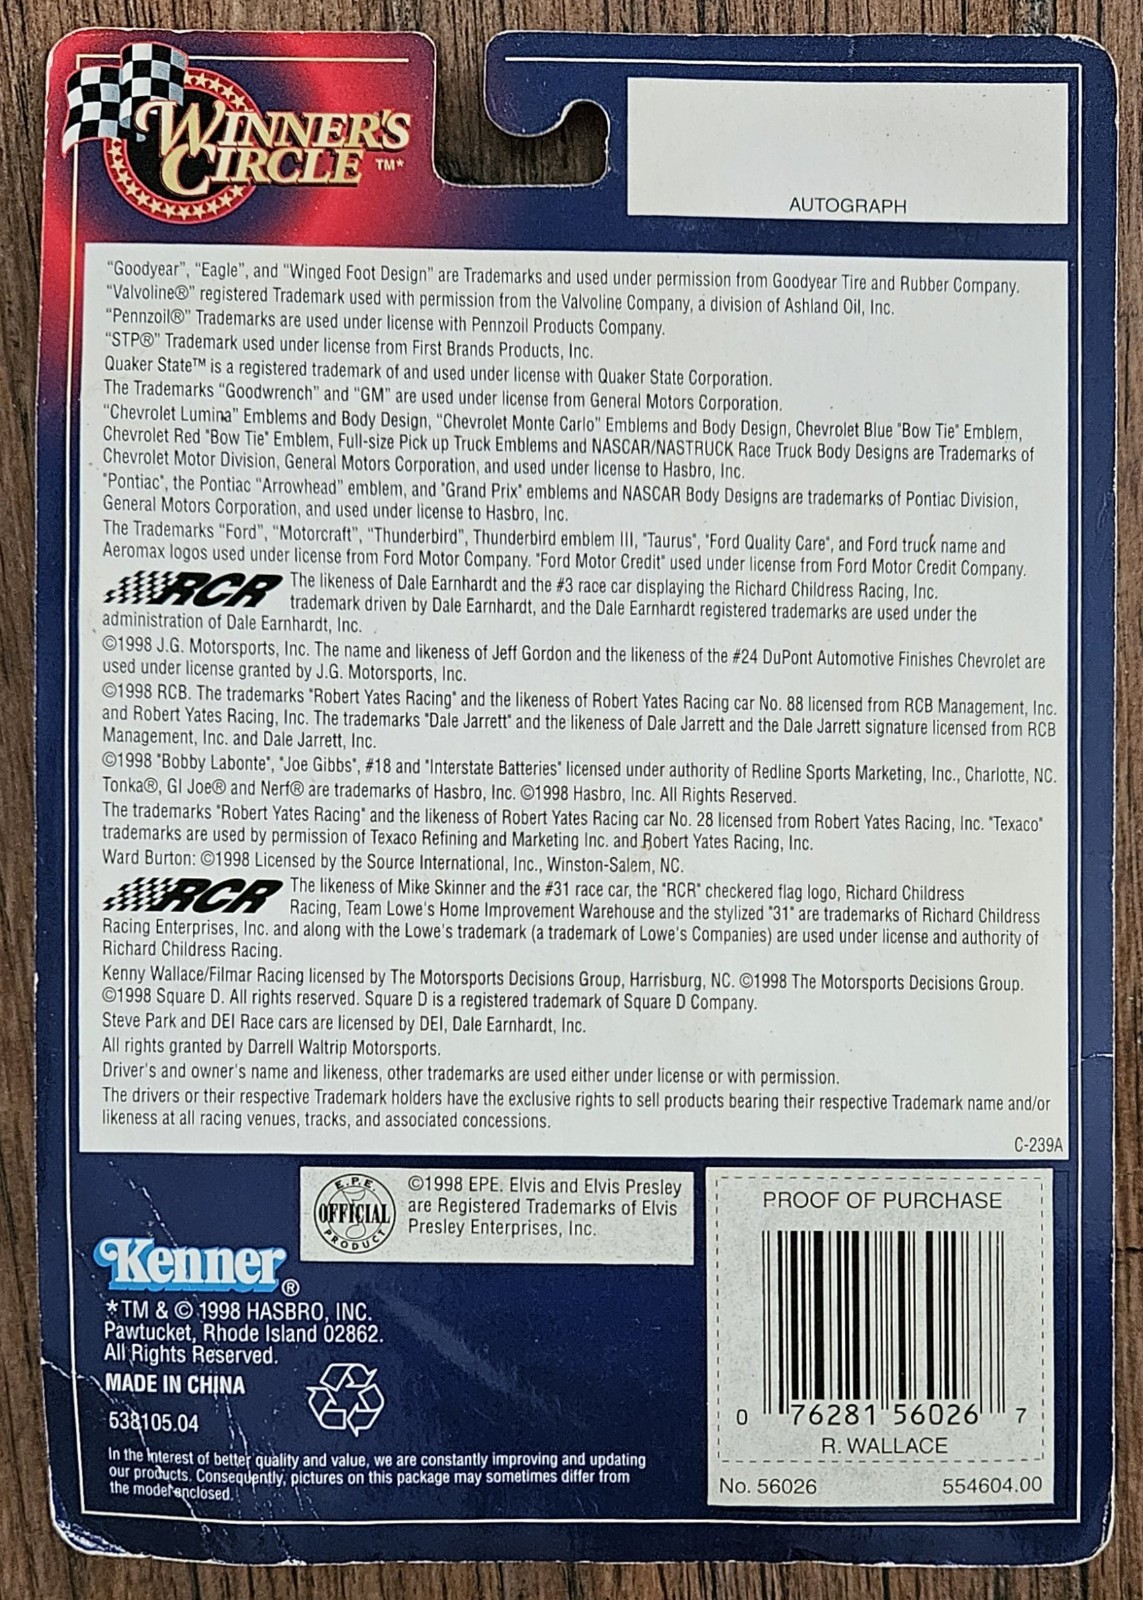 WINNER'S
CIRCLE ™*
AUTOGRAPH
"Goodyear", "Eagle", and "Winged Foot Design" are Trademarks and used under permission from Goodyear Tire and Rubber Company.
"Valvoline®" registered Trademark used with permission from the Valvoline Company, a division of Ashland Oil, Inc.
"Pennzoil®" Trademarks are used under license with Pennzoil Products Company.
"STP®" Trademark used under license from First Brands Products, Inc.
Quaker State™ is a registered trademark of and used under license with Quaker State Corporation.
The Trademarks "Goodwrench" and "GM" are used under license from General Motors Corporation.
"Chevrolet Lumina" Emblems and Body Design, "Chevrolet Monte Carlo" Emblems and Body Design, Chevrolet Blue "Bow Tie" Emblem,
Chevrolet Red "Bow Tie" Emblem, Full-size Pick up Truck Emblems and NASCAR/NASTRUCK Race Truck Body Designs are Trademarks of
Chevrolet Motor Division, General Motors Corporation, and used under license to Hasbro, Inc.
"Pontiac", the Pontiac "Arrowhead" emblem, and "Grand Prix" emblems and NASCAR Body Designs are trademarks of Pontiac Division,
General Motors Corporation, and used under license to Hasbro, Inc.
The Trademarks "Ford", "Motorcraft", "Thunderbird", Thunderbird emblem III, "Taurus", "Ford Quality Care", and Ford truck name and
Aeromax logos used under license from Ford Motor Company. "Ford Motor Credit" used under license from Ford Motor Credit Company.
RCR The likeness of Dale Earnhardt and the #3 race car displaying the Richard Childress Racing, Inc.
trademark driven by Dale Earnhardt, and the Dale Earnhardt registered trademarks are used under the
administration of Dale Earnhardt, Inc.
©1998 J.G. Motorsports, Inc. The name and likeness of Jeff Gordon and the likeness of the #24 DuPont Automotive Finishes Chevrolet are
used under license granted by J.G. Motorsports, Inc.
©1998 RCB. The trademarks "Robert Yates Racing" and the likeness of Robert Yates Racing car No. 88 licensed from RCB Management, Inc.
and Robert Yates Racing, Inc. The trademarks "Dale Jarrett" and the likeness of Dale Jarrett and the Dale Jarrett signature licensed from RCB
Management, Inc. and Dale Jarrett, Inc.
©1998 "Bobby Labonte", "Joe Gibbs", #18 and "Interstate Batteries" licensed under authority of Redline Sports Marketing, Inc., Charlotte, NC.
Tonka®, GI Joe® and Nerf® are trademarks of Hasbro, Inc. ©1998 Hasbro, Inc. All Rights Reserved.
The trademarks "Robert Yates Racing" and the likeness of Robert Yates Racing car No. 28 licensed from Robert Yates Racing, Inc. "Texaco"
trademarks are used by permission of Texaco Refining and Marketing Inc. and Robert Yates Racing, Inc.
Ward Burton: ©1998 Licensed by the Source International, Inc., Winston-Salem, NC.
RCR The likeness of Mike Skinner and the #31 race car, the "RCR" checkered flag logo, Richard Childress
Racing, Team Lowe's Home Improvement Warehouse and the stylized "31" are trademarks of Richard Childress
Racing Enterprises, Inc. and along with the Lowe's trademark (a trademark of Lowe's Companies) are used under license and authority of
Richard Childress Racing.
Kenny Wallace/Filmar Racing licensed by The Motorsports Decisions Group, Harrisburg, NC. ©1998 The Motorsports Decisions Group.
©1998 Square D. All rights reserved. Square D is a registered trademark of Square D Company.
Steve Park and DEI Race cars are licensed by DEI, Dale Earnhardt, Inc.
All rights granted by Darrell Waltrip Motorsports.
Driver's and owner's name and likeness, other trademarks are used either under license or with permission.
The drivers or their respective Trademark holders have the exclusive rights to sell products bearing their respective Trademark name and/or
likeness at all racing venues, tracks, and associated concessions.
C-239A
E.P.E.
OFFICIAL
PRODUCT
©1998 EPE. Elvis and Elvis Presley
are Registered Trademarks of Elvis
Presley Enterprises, Inc.
Kenner®
*TM & © 1998 HASBRO, INC.
Pawtucket, Rhode Island 02862.
All Rights Reserved.
MADE IN CHINA
538105.04
In the Interest of better quality and value, we are constantly improving and updating
our products. Consequently, pictures on this package may sometimes differ from
the model enclosed.
PROOF OF PURCHASE
0 76281 56026 7
R. WALLACE
No. 56026 554604.00